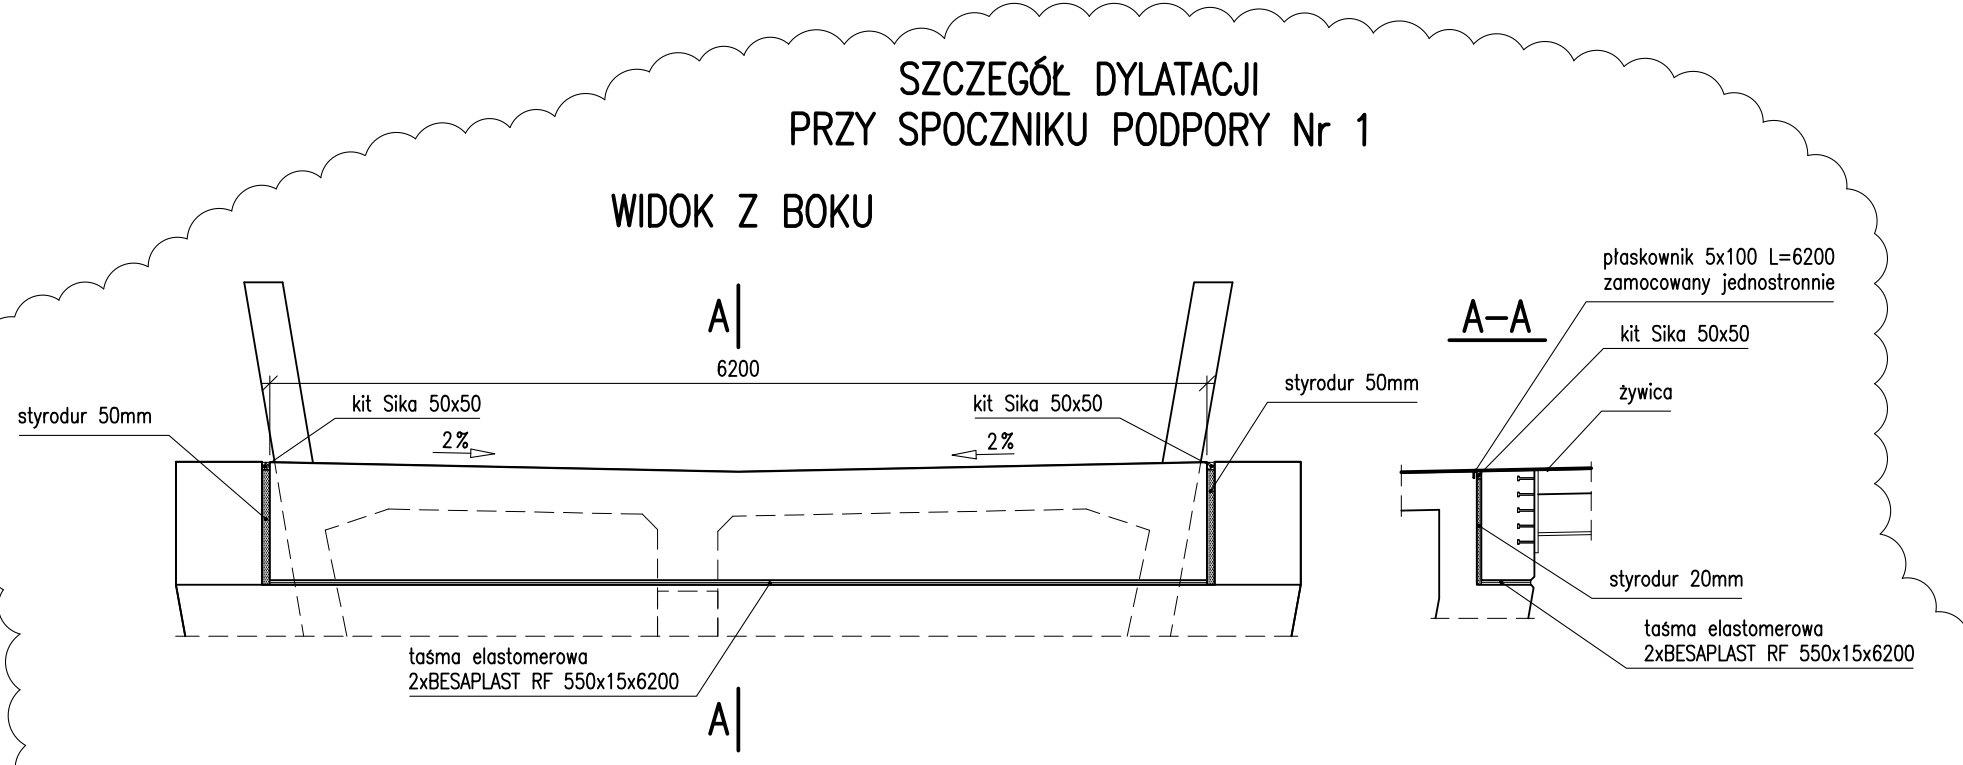 SZCZEGÓŁ DYLATACJI
PRZY SPOCZNIKU PODPORY Nr 1
WIDOK Z BOKU
A
6200
styrodur 50mm
kit Sika 50x50
2%
kit Sika 50x50
2%
styrodur 50mm
taśma elastomerowa
2xBESAPLAST RF 550x15x6200
A
A-A
płaskownik 5x100 L=6200
zamocowany jednostronnie
kit Sika 50x50
żywica
styrodur 20mm
taśma elastomerowa
2xBESAPLAST RF 550x15x6200